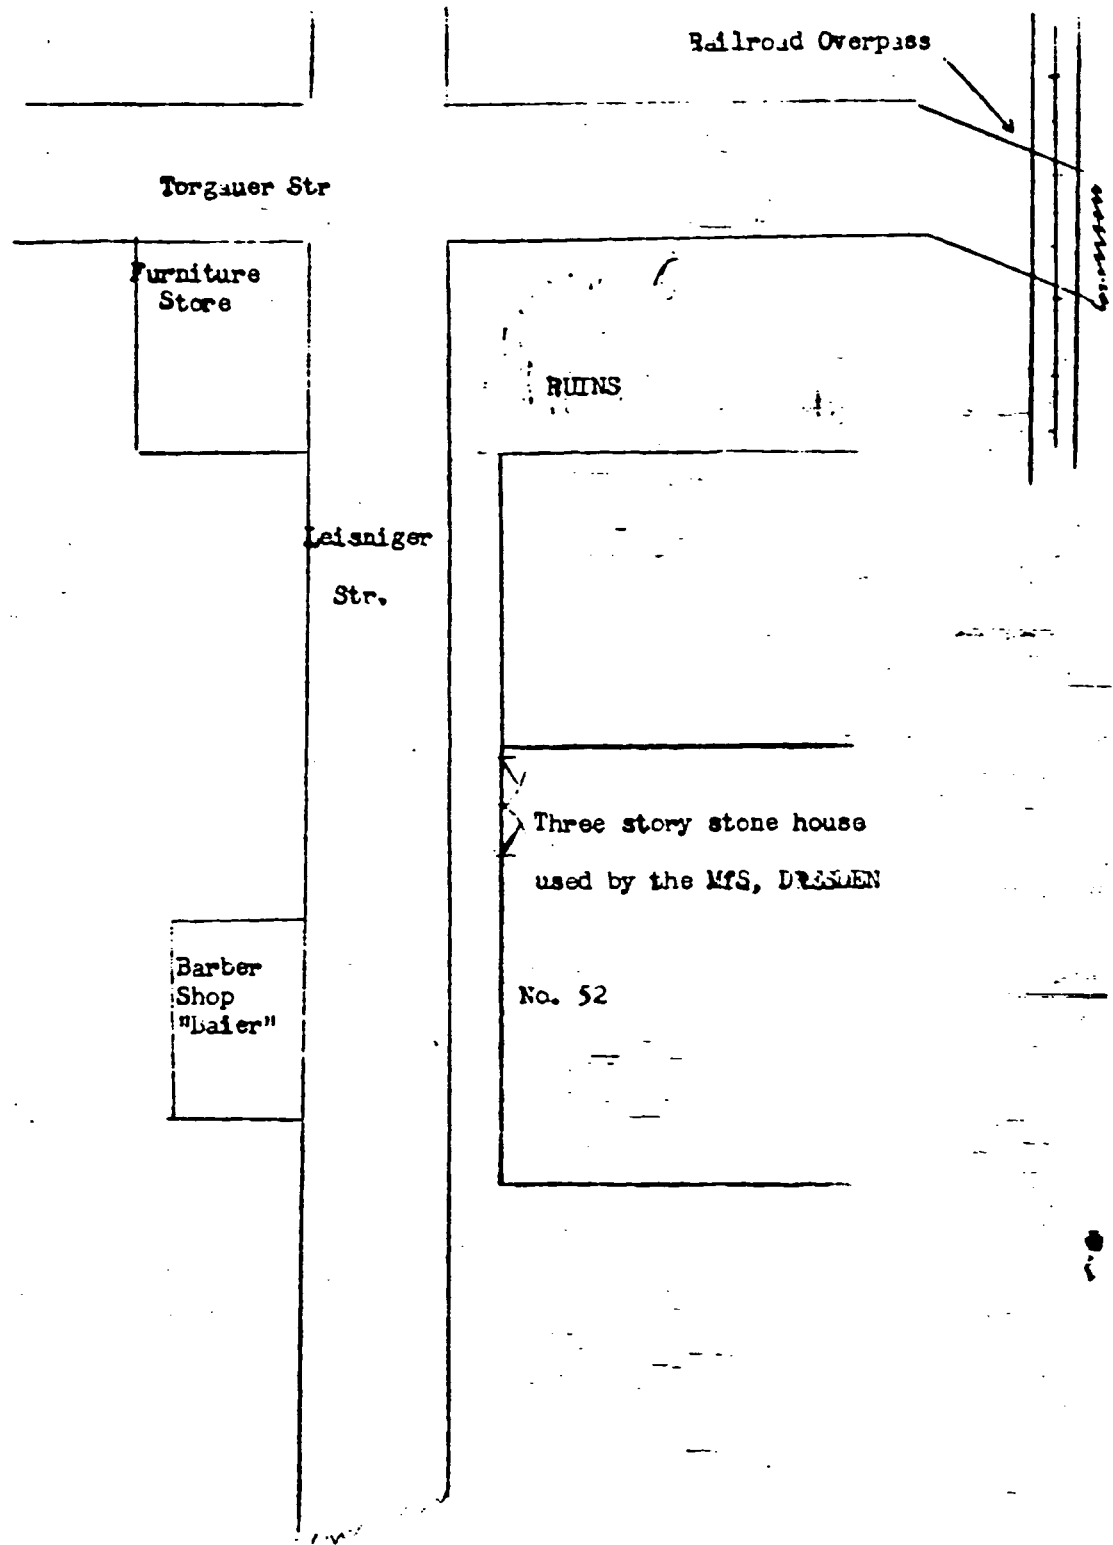 Railroad Overpass
Torgauer Str
Furniture
Store
RUINS
Leisniger
Str.
Three story stone house
used by the MfS, DRESDEN
Barber
Shop
"Baier"
No. 52